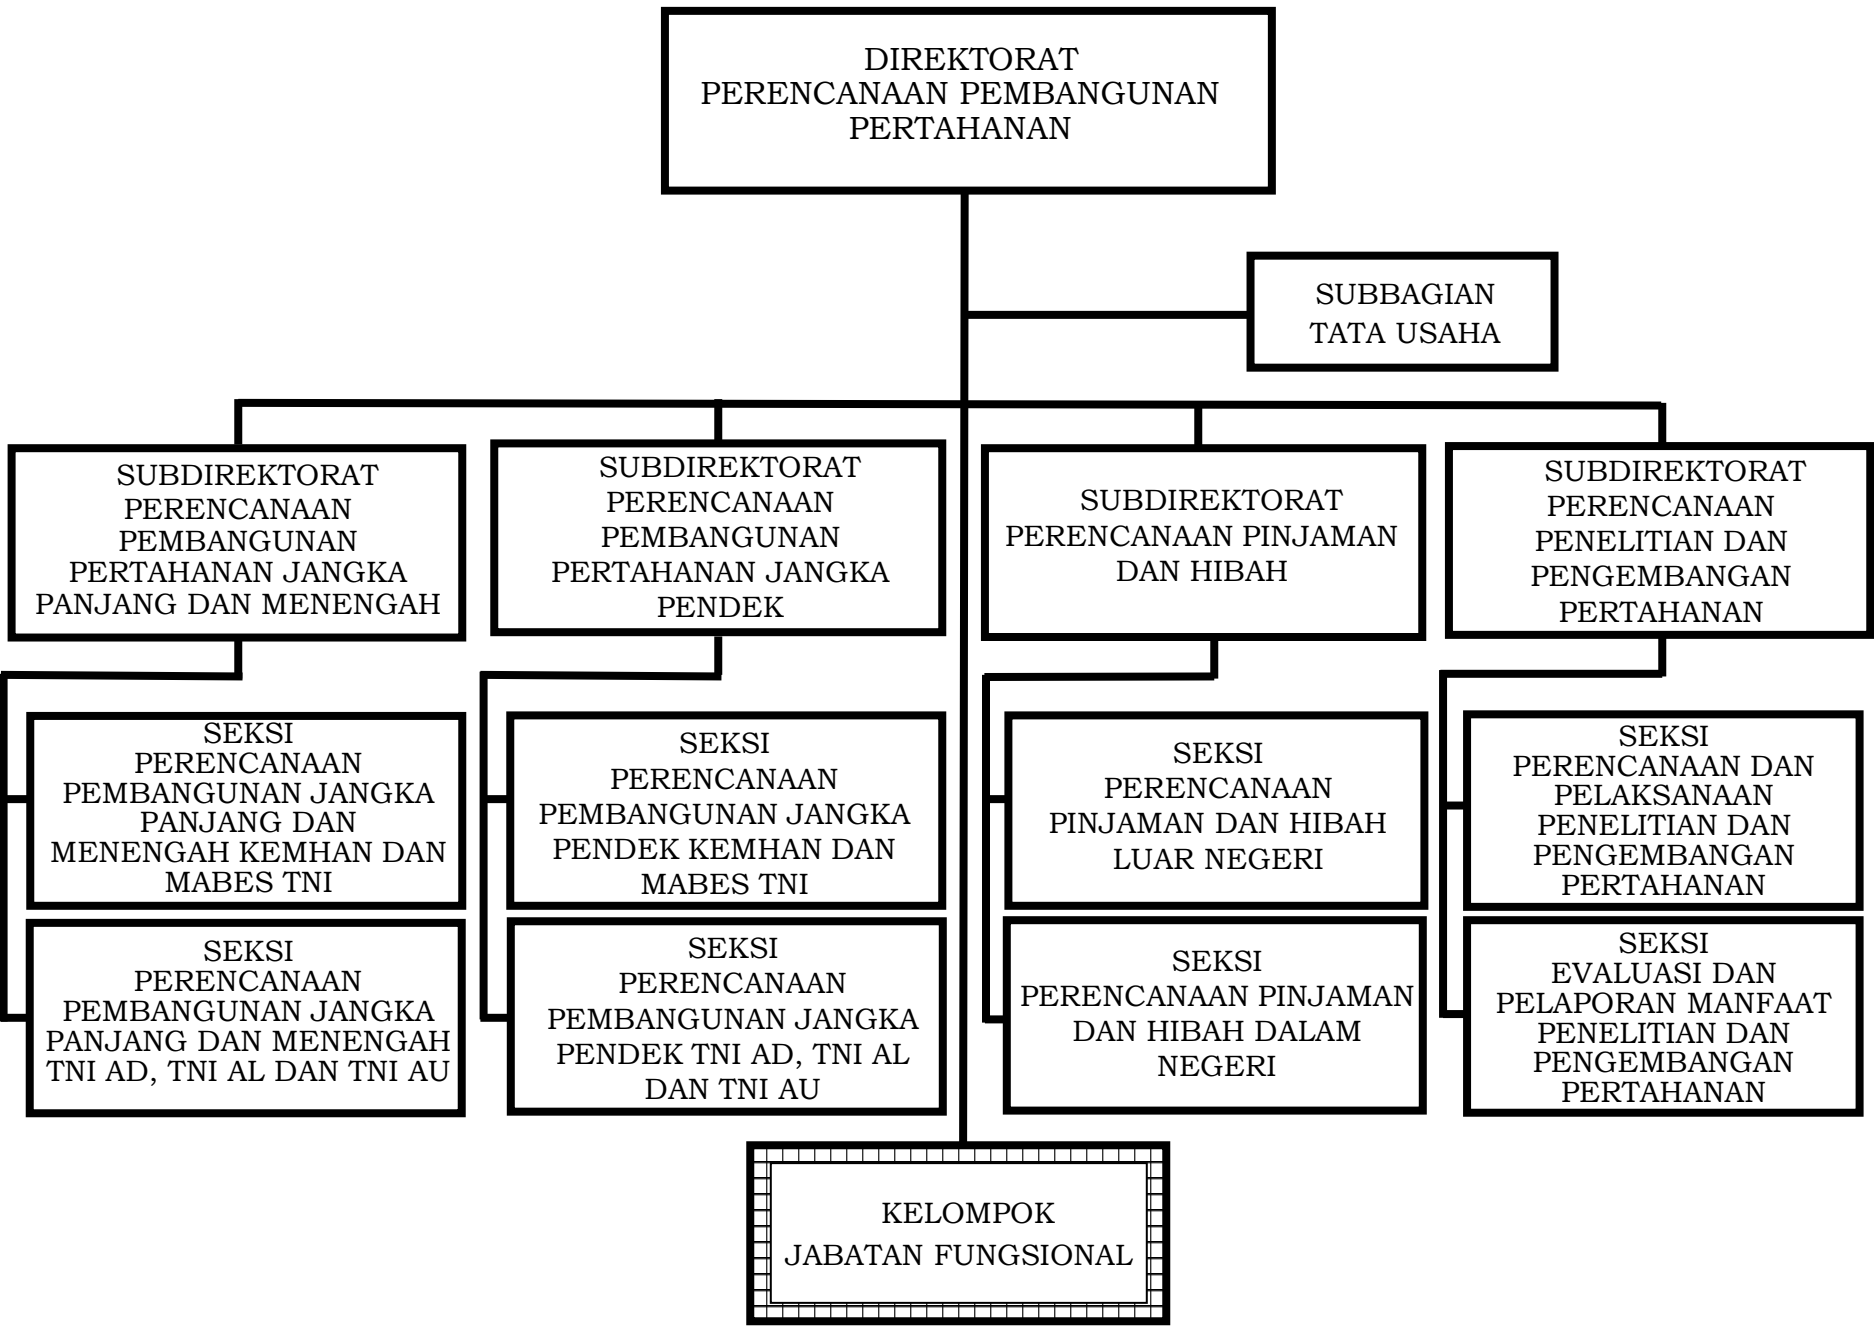 DIREKTORAT
PERENCANAAN PEMBANGUNAN
PERTAHANAN
SUBBAGIAN
TATA USAHA
SUBDIREKTORAT
PERENCANAAN
PEMBANGUNAN
PERTAHANAN JANGKA
PANJANG DAN MENENGAH
SUBDIREKTORAT
PERENCANAAN
PEMBANGUNAN
PERTAHANAN JANGKA
PENDEK
SUBDIREKTORAT
PERENCANAAN PINJAMAN
DAN HIBAH
SUBDIREKTORAT
PERENCANAAN
PENELITIAN DAN
PENGEMBANGAN
PERTAHANAN
SEKSI
PERENCANAAN
PEMBANGUNAN JANGKA
PANJANG DAN
MENENGAH KEMHAN DAN
MABES TNI
SEKSI
PERENCANAAN
PEMBANGUNAN JANGKA
PENDEK KEMHAN DAN
MABES TNI
SEKSI
PERENCANAAN
PINJAMAN DAN HIBAH
LUAR NEGERI
SEKSI
PERENCANAAN DAN
PELAKSANAAN
PENELITIAN DAN
PENGEMBANGAN
PERTAHANAN
SEKSI
PERENCANAAN
PEMBANGUNAN JANGKA
PANJANG DAN MENENGAH
TNI AD, TNI AL DAN TNI AU
SEKSI
PERENCANAAN
PEMBANGUNAN JANGKA
PENDEK TNI AD, TNI AL
DAN TNI AU
SEKSI
PERENCANAAN PINJAMAN
DAN HIBAH DALAM
NEGERI
SEKSI
EVALUASI DAN
PELAPORAN MANFAAT
PENELITIAN DAN
PENGEMBANGAN
PERTAHANAN
KELOMPOK
JABATAN FUNGSIONAL